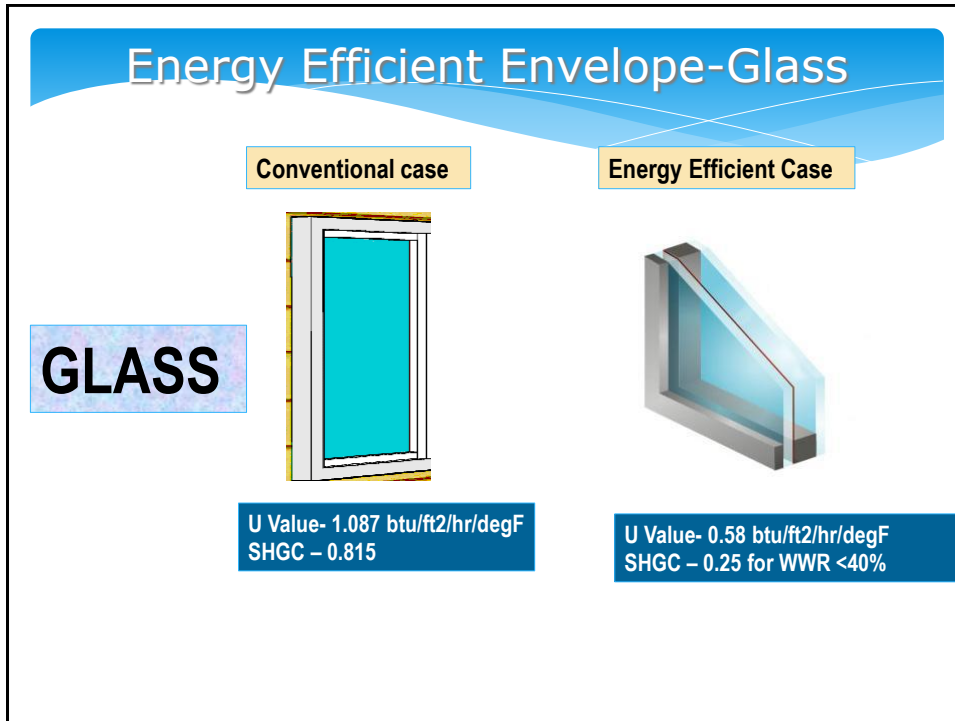 Energy Efficient Envelope-Glass
Conventional case
Energy Efficient Case
GLASS
U Value- 1.087 btu/ft2/hr/degF
SHGC – 0.815
U Value- 0.58 btu/ft2/hr/degF
SHGC – 0.25 for WWR <40%